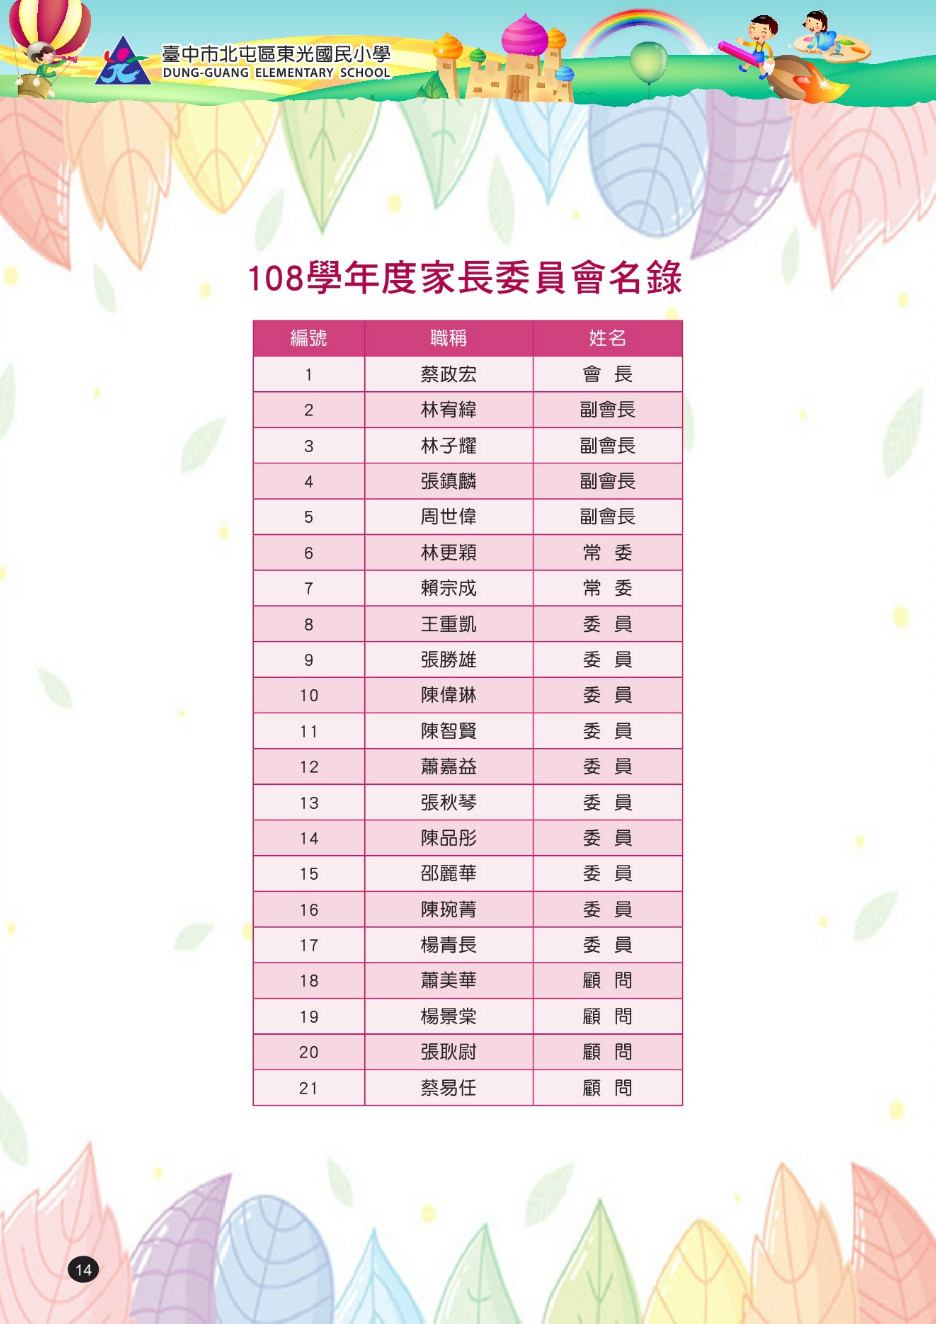 臺中市北屯區東光國民小學
DUNG-GUANG ELEMENTARY SCHOOL
108學年度家長委員會名錄
編號 職稱 姓名
1 蔡政宏 會 長
2 林宥緯 副會長
3 林子耀 副會長
4 張鎮麟 副會長
5 周世偉 副會長
6 林更穎 常 委
7 賴宗成 常 委
8 王重凱 委 員
9 張勝雄 委 員
10 陳偉琳 委 員
11 陳智賢 委 員
12 蕭嘉益 委 員
13 張秋琴 委 員
14 陳品彤 委 員
15 邵麗華 委 員
16 陳琬菁 委 員
17 楊青長 委 員
18 蕭美華 顧 問
19 楊景棠 顧 問
20 張耿尉 顧 問
21 蔡易任 顧 問
14